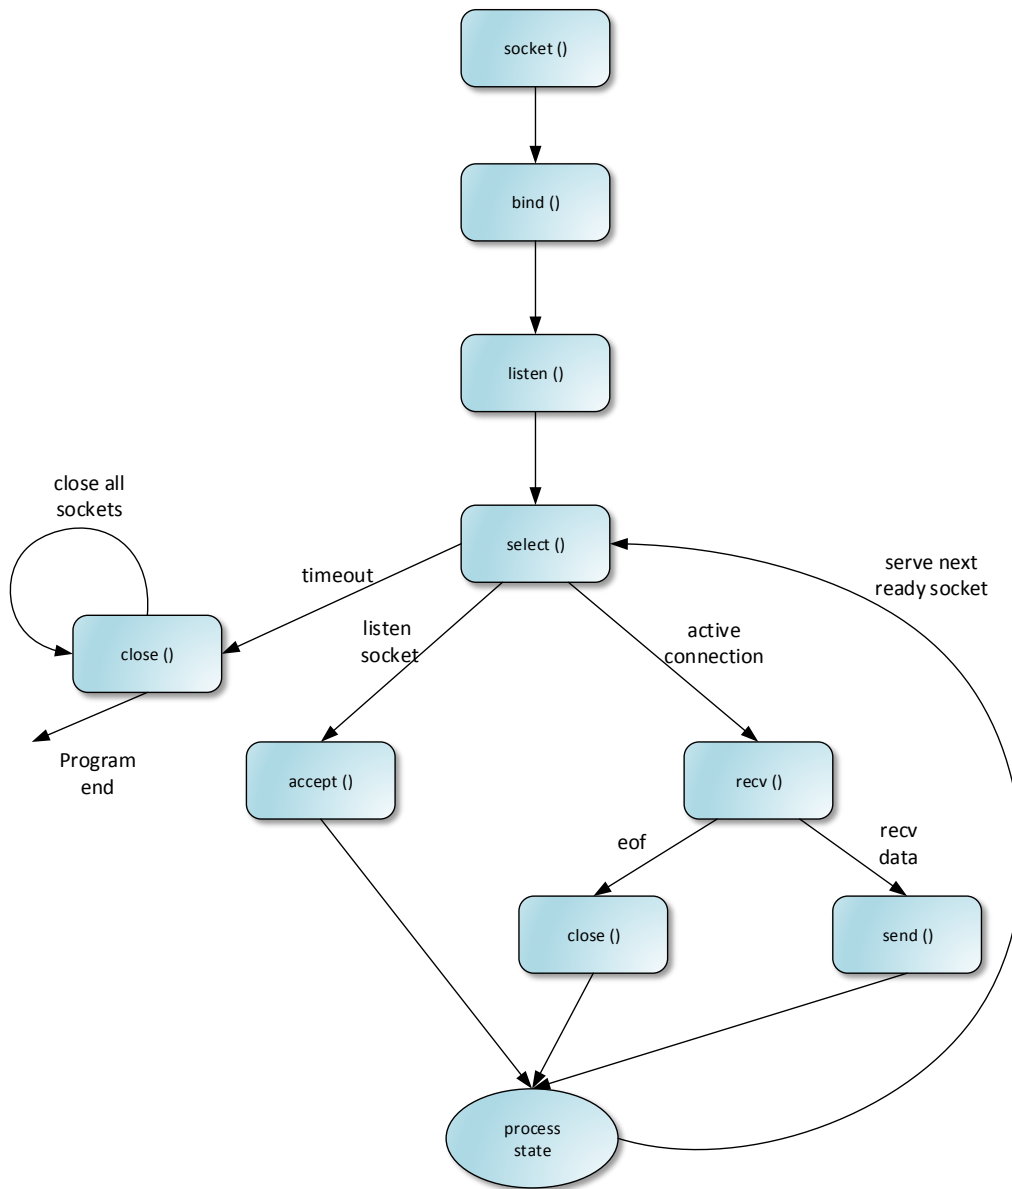 socket ()
bind ()
listen ()
close all
sockets
select ()
serve next
ready socket
timeout
listen
socket
active
connection
close ()
Program
end
accept ()
recv ()
eof
recv
data
close ()
send ()
process
state